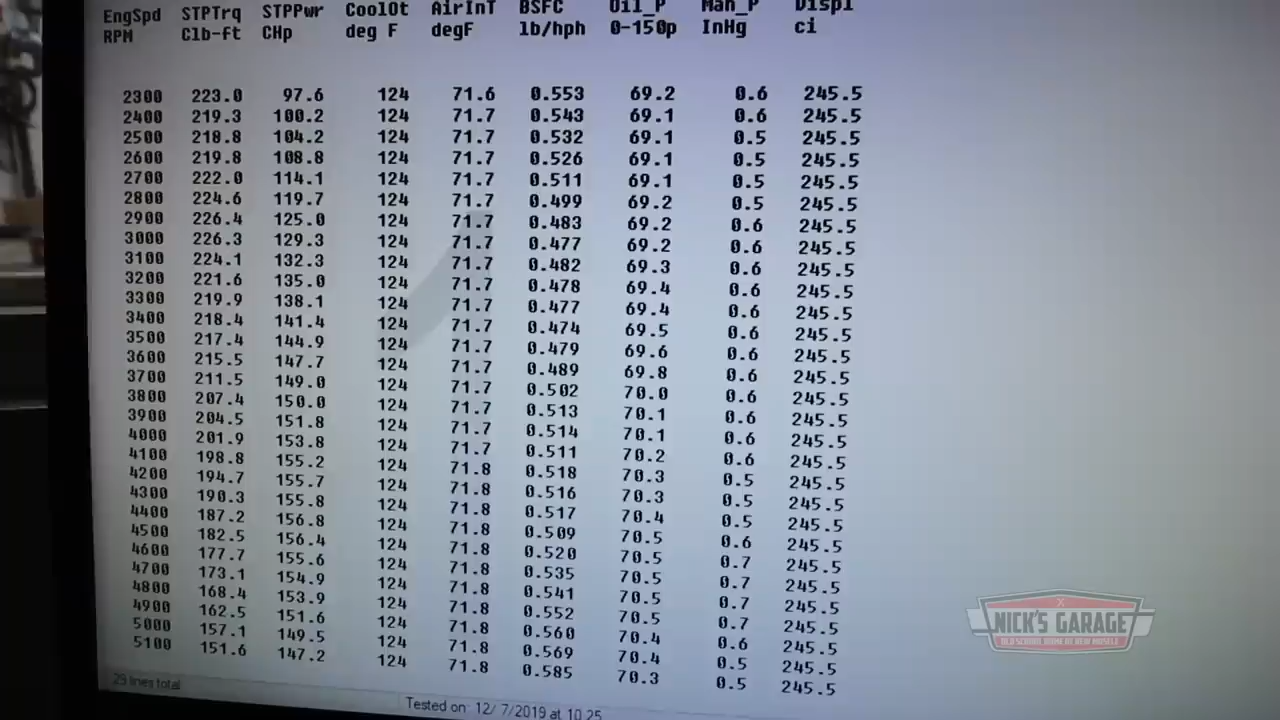 EngSpd STPTrq STPPwr CoolOt AirInT BSFC Oil_P Man_P Displ
RPM Clb-ft CHp deg F degF lb/hph 0-150p InHg ci
2300 223.0 97.6 124 71.6 0.553 69.2 0.6 245.5
2400 219.3 100.2 124 71.7 0.543 69.1 0.6 245.5
2500 218.8 104.2 124 71.7 0.532 69.1 0.5 245.5
2600 219.8 108.8 124 71.7 0.526 69.1 0.5 245.5
2700 222.0 114.1 124 71.7 0.511 69.1 0.5 245.5
2800 224.6 119.7 124 71.7 0.499 69.2 0.5 245.5
2900 226.4 125.0 124 71.7 0.483 69.2 0.6 245.5
3000 226.3 129.3 124 71.7 0.477 69.2 0.6 245.5
3100 224.1 132.3 124 71.7 0.482 69.3 0.6 245.5
3200 221.6 135.0 124 71.7 0.478 69.4 0.6 245.5
3300 219.9 138.1 124 71.7 0.477 69.4 0.6 245.5
3400 218.4 141.4 124 71.7 0.474 69.5 0.6 245.5
3500 217.4 144.9 124 71.7 0.479 69.6 0.6 245.5
3600 215.5 147.7 124 71.7 0.489 69.8 0.6 245.5
3700 211.5 149.0 124 71.7 0.502 70.0 0.6 245.5
3800 207.4 150.0 124 71.7 0.513 70.1 0.6 245.5
3900 204.5 151.8 124 71.7 0.514 70.1 0.6 245.5
4000 201.9 153.8 124 71.7 0.511 70.2 0.6 245.5
4100 198.8 155.2 124 71.8 0.518 70.3 0.5 245.5
4200 194.7 155.7 124 71.8 0.516 70.3 0.5 245.5
4300 190.3 155.8 124 71.8 0.517 70.4 0.5 245.5
4400 187.2 156.8 124 71.8 0.509 70.5 0.6 245.5
4500 182.5 156.4 124 71.8 0.520 70.5 0.7 245.5
4600 177.7 155.6 124 71.8 0.535 70.5 0.7 245.5
4700 173.1 154.9 124 71.8 0.541 70.5 0.7 245.5
4800 168.4 153.9 124 71.8 0.552 70.5 0.7 245.5
4900 162.5 151.6 124 71.8 0.560 70.4 0.6 245.5
5000 157.1 149.5 124 71.8 0.569 70.4 0.5 245.5
5100 151.6 147.2 124 71.8 0.585 70.3 0.5 245.5
29 lines total
Tested on: 12/ 7/2019 at 10:25
NICK'S GARAGE
OLD SCHOOL HOME OF NEW MUSCLE